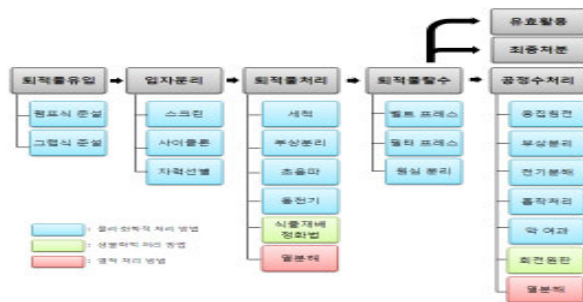 유효활용
최종처분
퇴적물유입
입자분리
퇴적물처리
퇴적물탈수
공정수처리
펌프식 준설
그랩식 준설
스크린
사이클론
자력선별
세척
부상분리
초음파
동전기
식물재배
정화법
열분해
벨트 프레스
필터 프레스
원심 분리
응집침전
부상분리
전기분해
흡착처리
막 여과
회전원판
열분해
: 물리·화학적 처리 방법
: 생물학적 처리 방법
: 열적 처리 방법